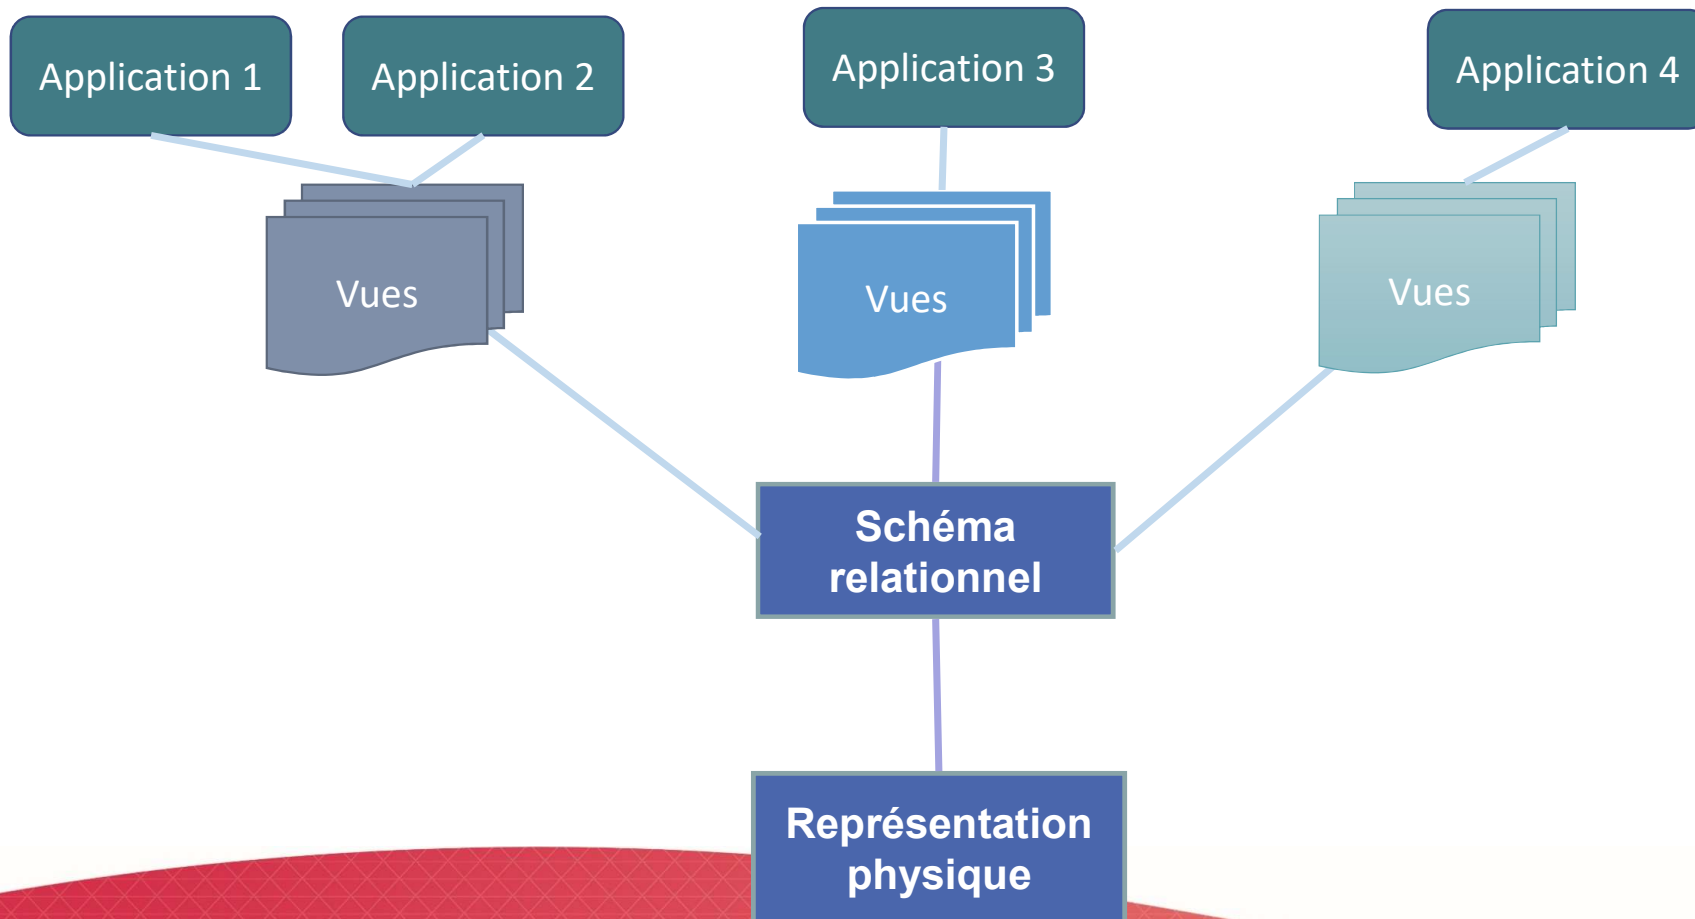 Application 1
Application 2
Application 3
Application 4
Vues
Vues
Vues
Schéma
relationnel
Représentation
physique